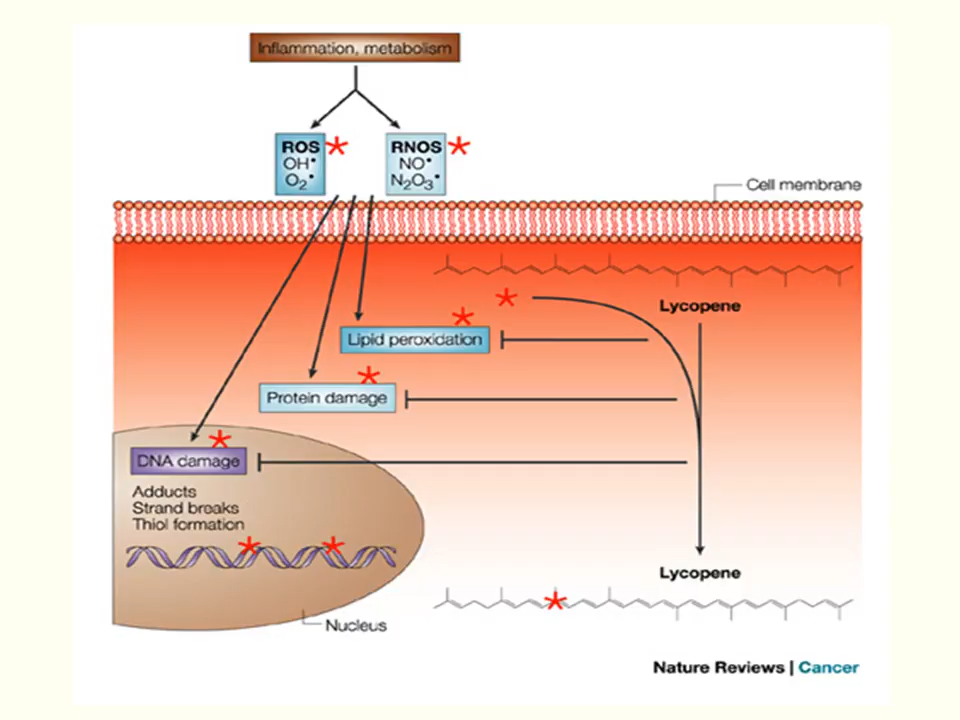 Inflammation, metabolism
ROS
OH•
O₂•
RNOS
NO•
N₂O₃•
Cell membrane
Lycopene
Lipid peroxidation
Protein damage
DNA damage
Adducts
Strand breaks
Thiol formation
Lycopene
Nucleus
Nature Reviews | Cancer